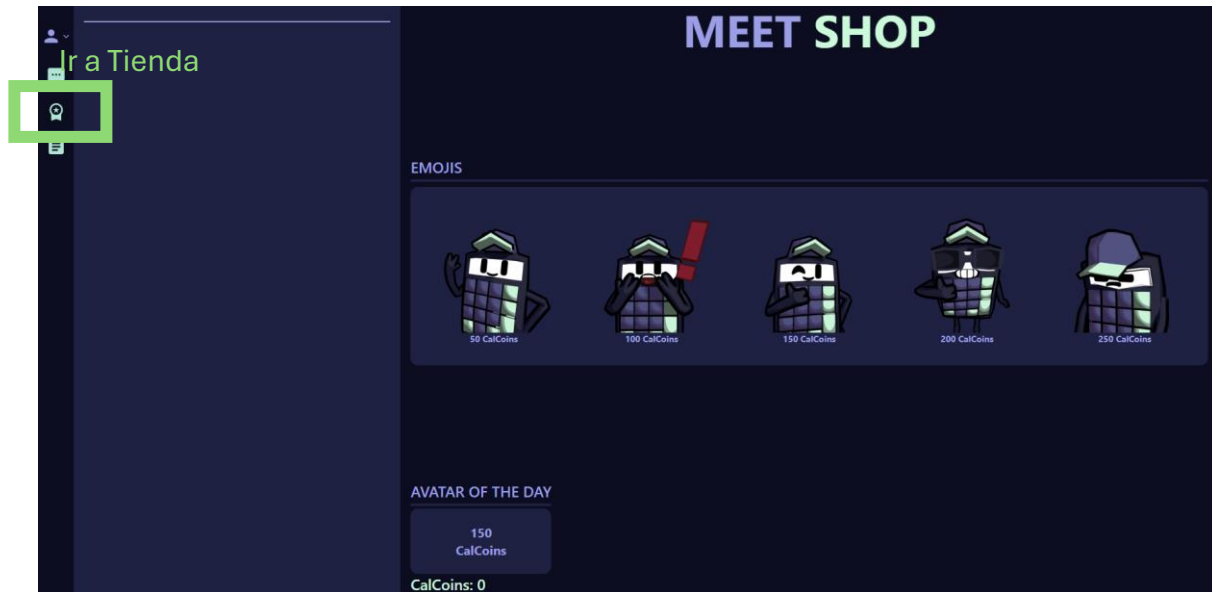 MEET SHOP
Ir a Tienda
EMOJIS
50 CalCoins
100 CalCoins
150 CalCoins
200 CalCoins
250 CalCoins
AVATAR OF THE DAY
150
CalCoins
CalCoins: 0